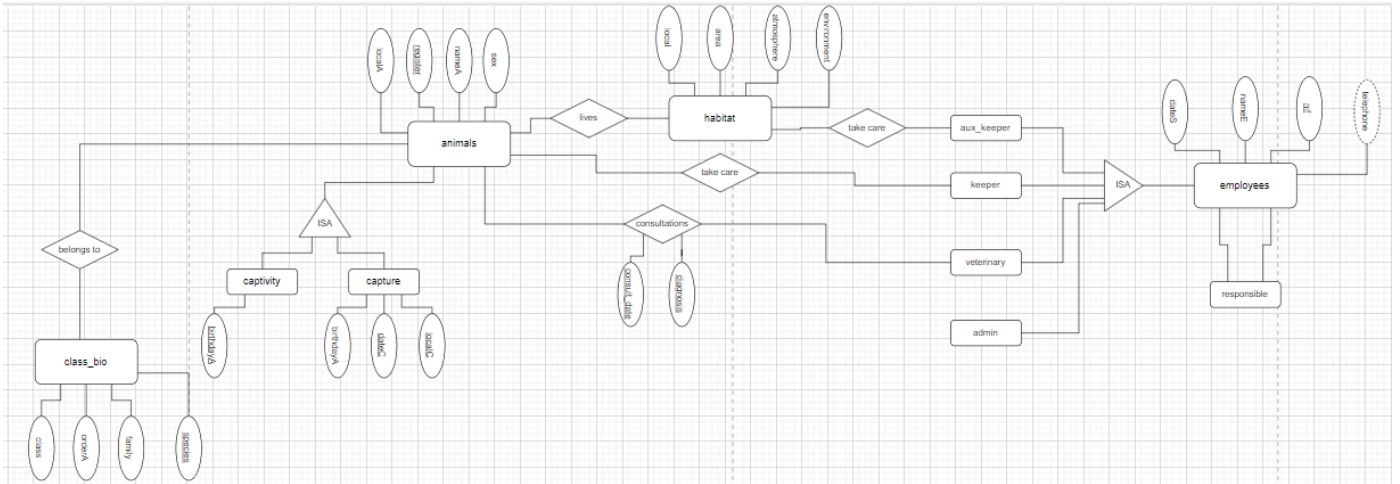 localA
register
nameA
sex
local
area
atmosphere
environment
dateS
nameE
nif
telephone
animals
lives
habitat
take care
aux_keeper
take care
keeper
ISA
employees
ISA
consultations
belongs to
veterinary
captivity
capture
consult_date
diagnosis
responsible
birthdayA
birthdayA
dateC
localC
admin
class_bio
class
orderA
family
species